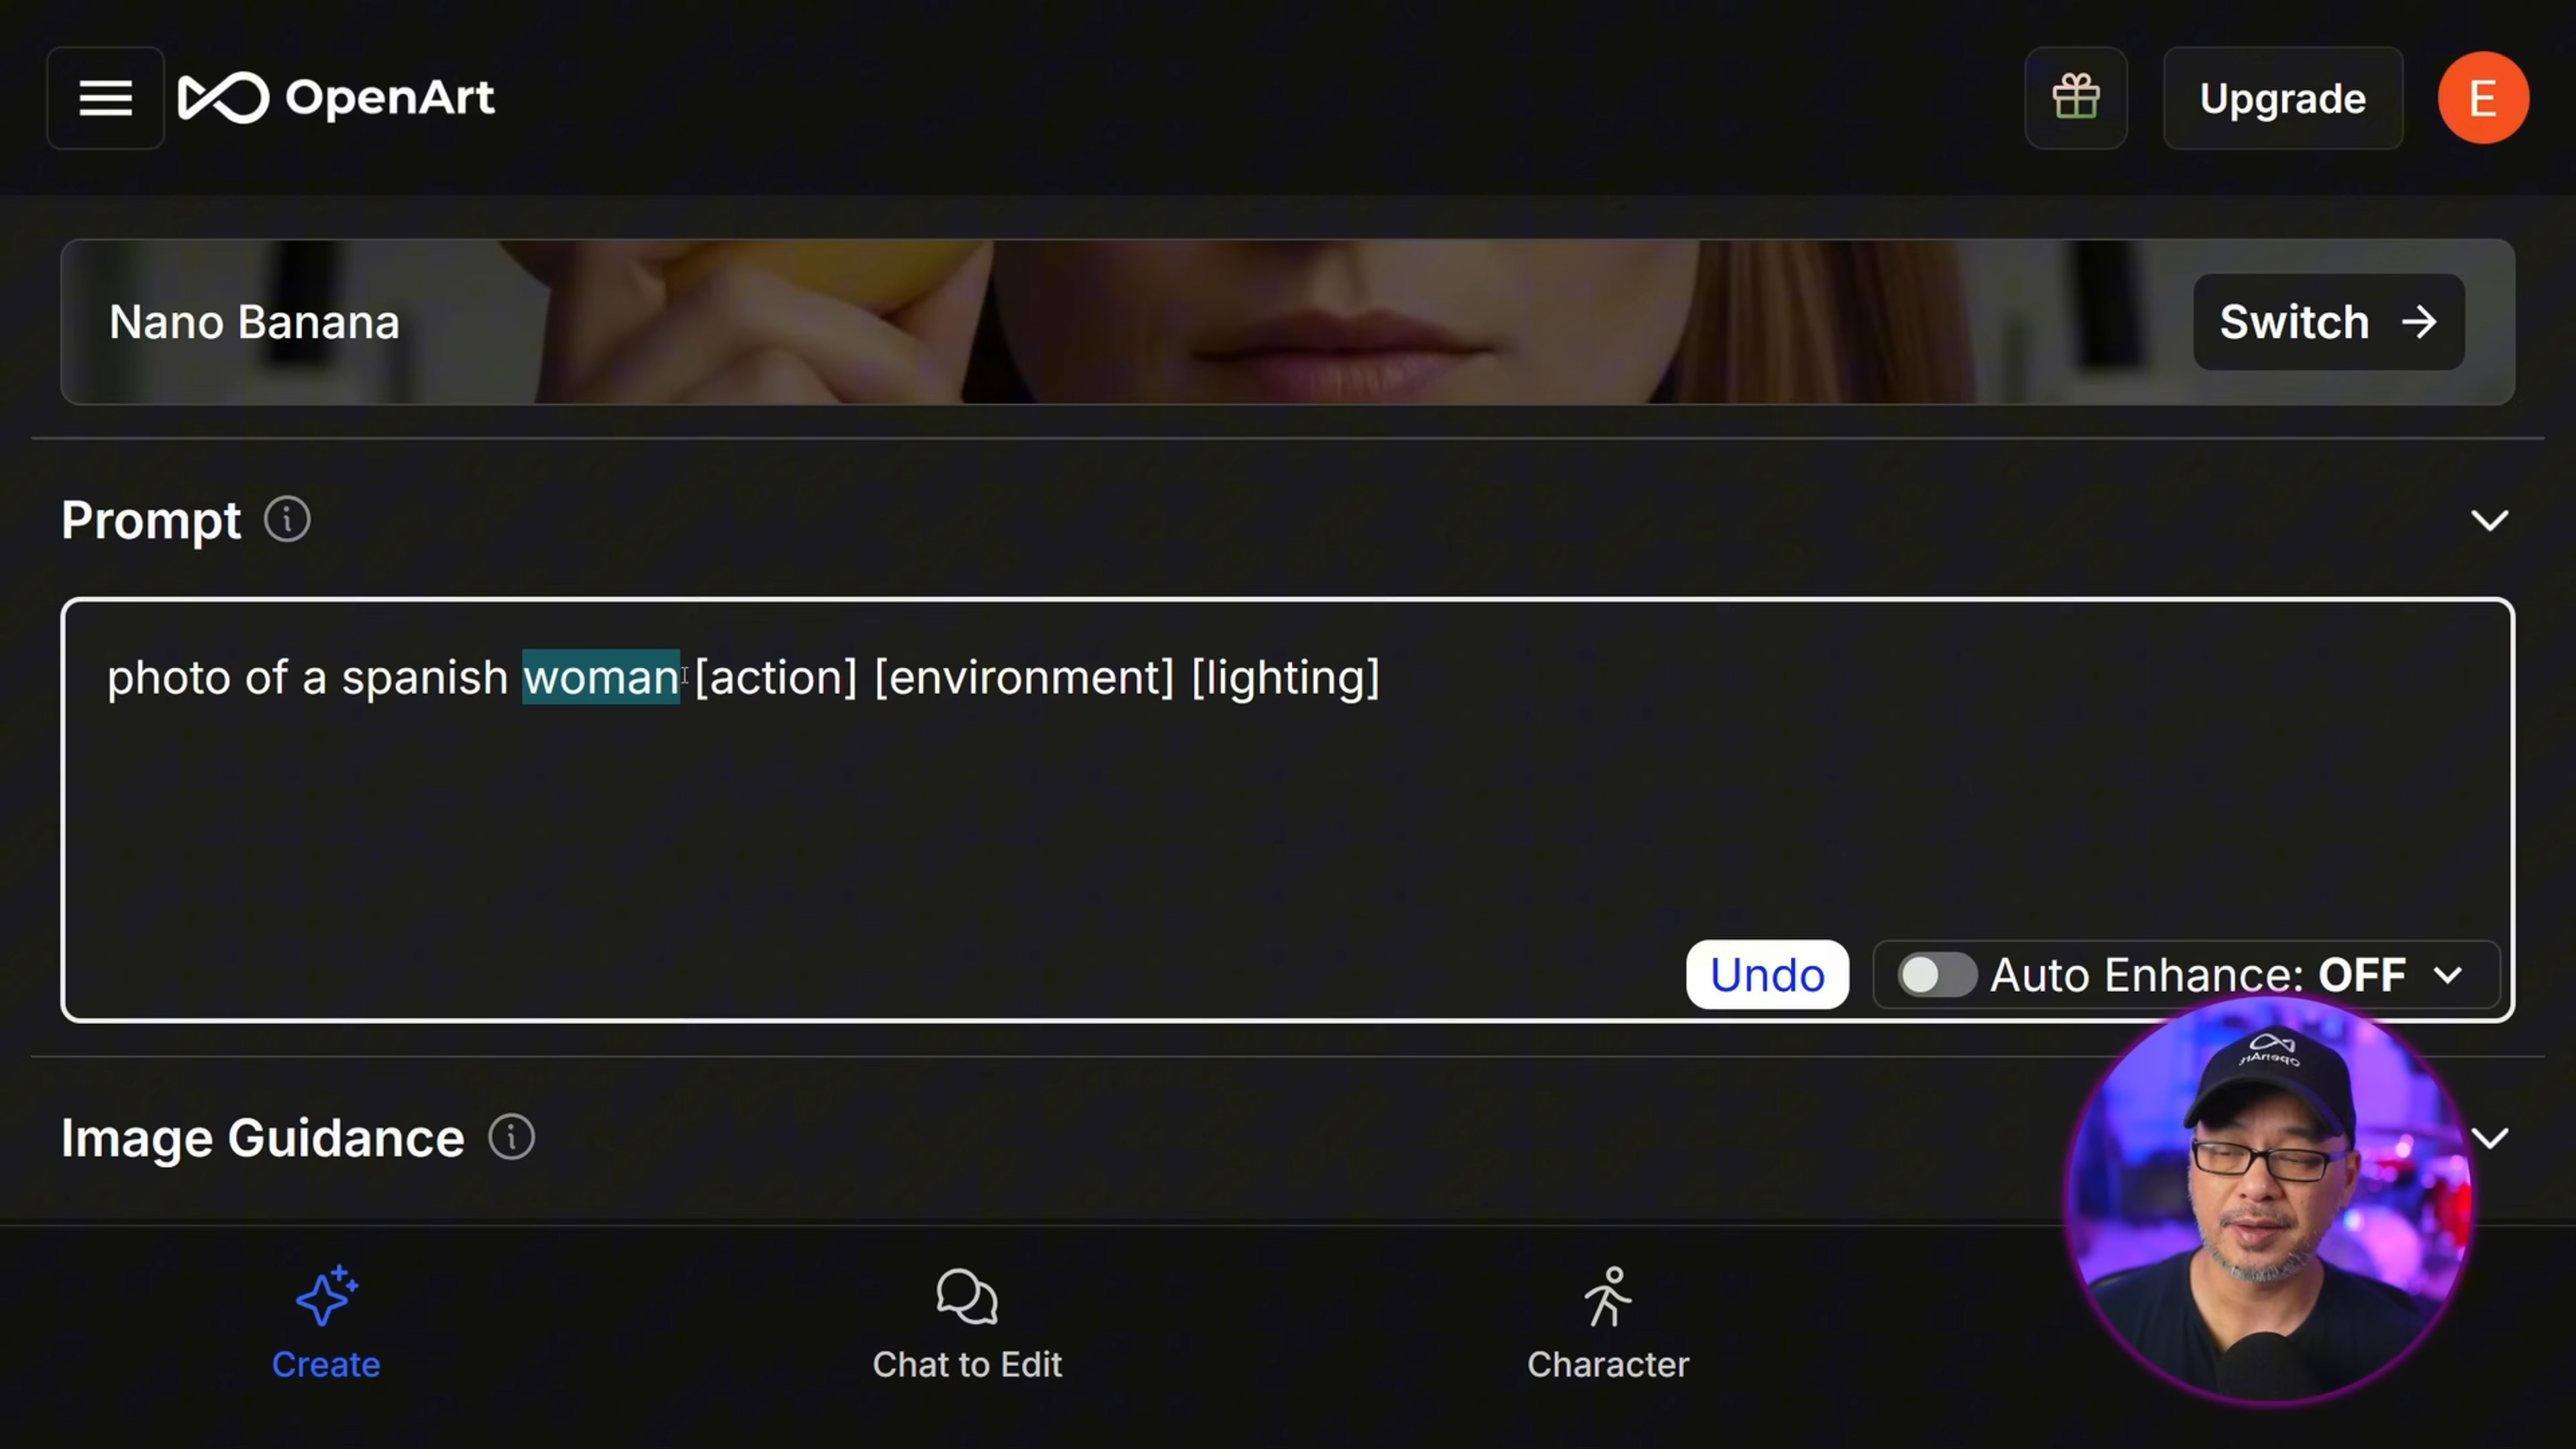 OpenArt
Upgrade
E
Nano Banana
Switch
Prompt
photo of a spanish woman [action] [environment] [lighting]
Undo
Auto Enhance: OFF
Image Guidance
OpenArt
Create
Chat to Edit
Character